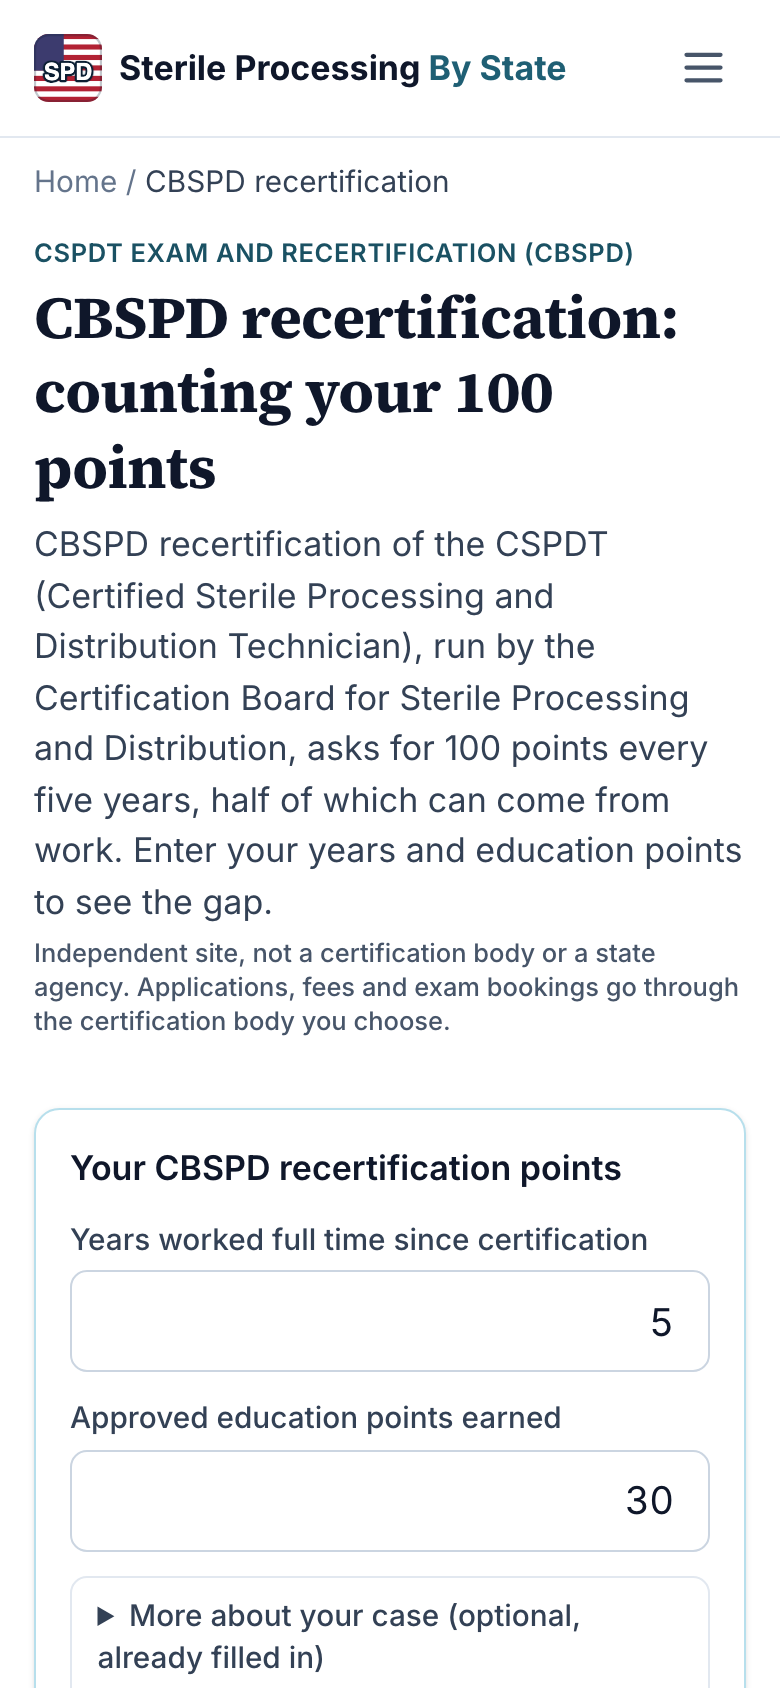 SPD Sterile Processing By State
Home / CBSPD recertification
CSPDT EXAM AND RECERTIFICATION (CBSPD)
CBSPD recertification:
counting your 100
points
CBSPD recertification of the CSPDT
(Certified Sterile Processing and
Distribution Technician), run by the
Certification Board for Sterile Processing
and Distribution, asks for 100 points every
five years, half of which can come from
work. Enter your years and education points
to see the gap.
Independent site, not a certification body or a state
agency. Applications, fees and exam bookings go through
the certification body you choose.
Your CBSPD recertification points
Years worked full time since certification
5
Approved education points earned
30
More about your case (optional,
already filled in)